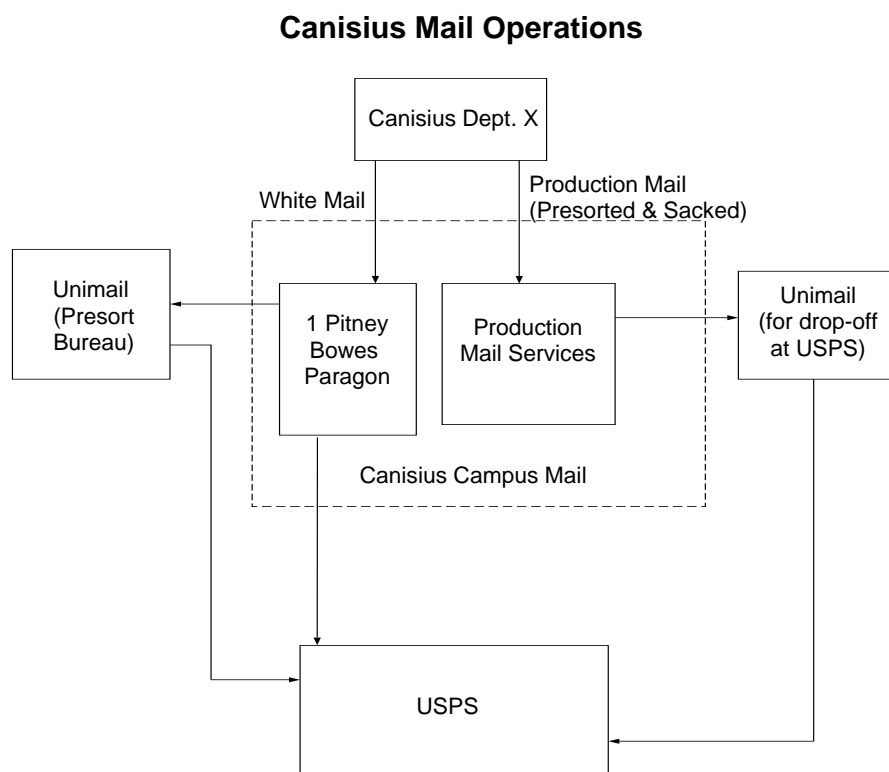 Canisius Mail Operations
Canisius Dept. X
White Mail
Production Mail
(Presorted & Sacked)
Unimail
(Presort
Bureau)
1 Pitney
Bowes
Paragon
Production
Mail Services
Unimail
(for drop-off
at USPS)
Canisius Campus Mail
USPS